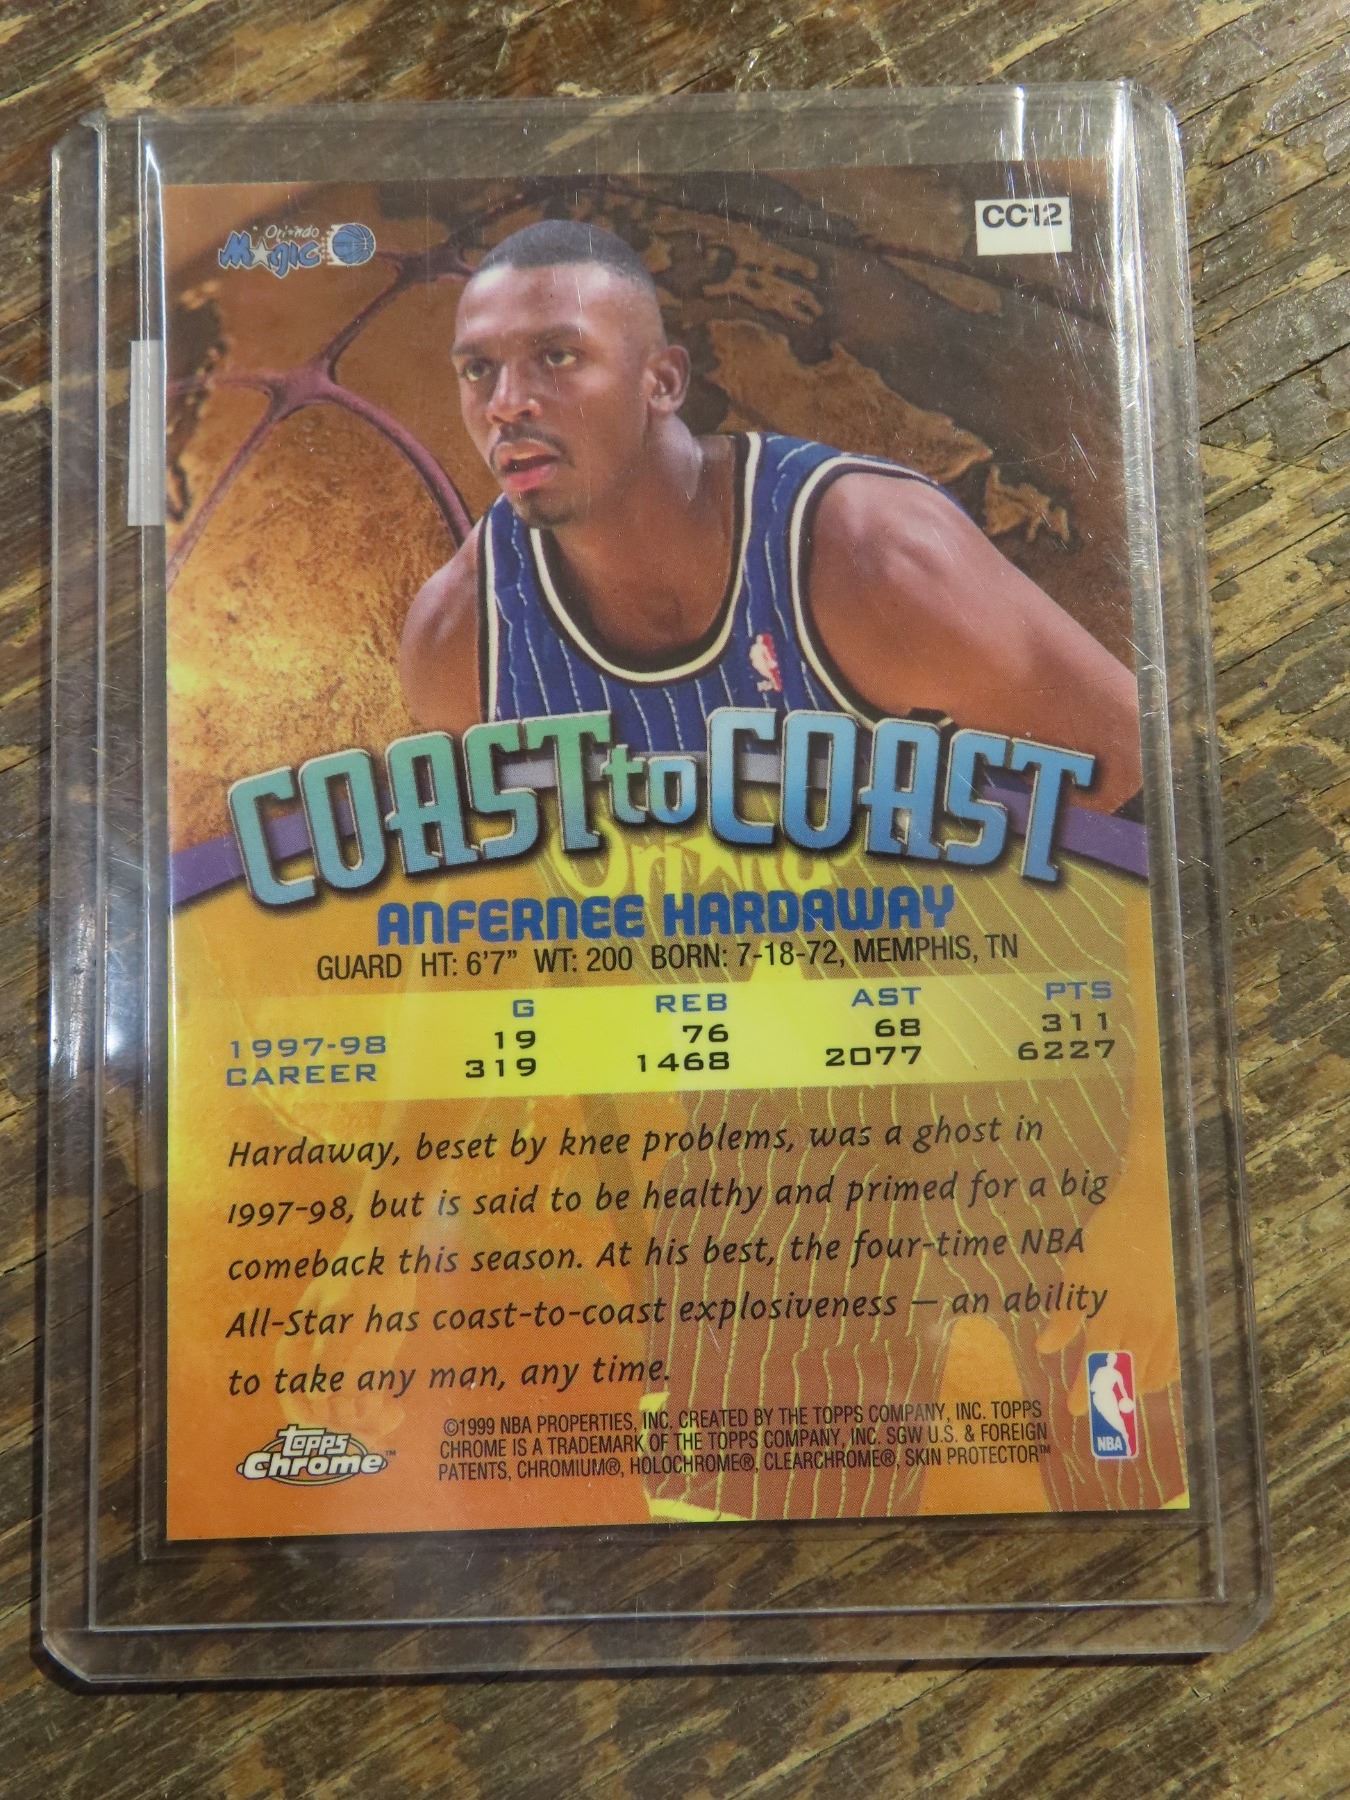 Orlando
Magic
CC12
COAST to COAST
Orlando
ANFERNEE HARDAWAY
GUARD HT: 6'7" WT: 200 BORN: 7-18-72, MEMPHIS, TN
G REB AST PTS
1997-98 19 76 68 311
CAREER 319 1468 2077 6227
Hardaway, beset by knee problems, was a ghost in
1997-98, but is said to be healthy and primed for a big
comeback this season. At his best, the four-time NBA
All-Star has coast-to-coast explosiveness — an ability
to take any man, any time.
Topps
Chrome™
©1999 NBA PROPERTIES, INC. CREATED BY THE TOPPS COMPANY, INC. TOPPS
CHROME IS A TRADEMARK OF THE TOPPS COMPANY, INC. SGW U.S. & FOREIGN
PATENTS, CHROMIUM®, HOLOCHROME®, CLEARCHROME®, SKIN PROTECTOR™
NBA